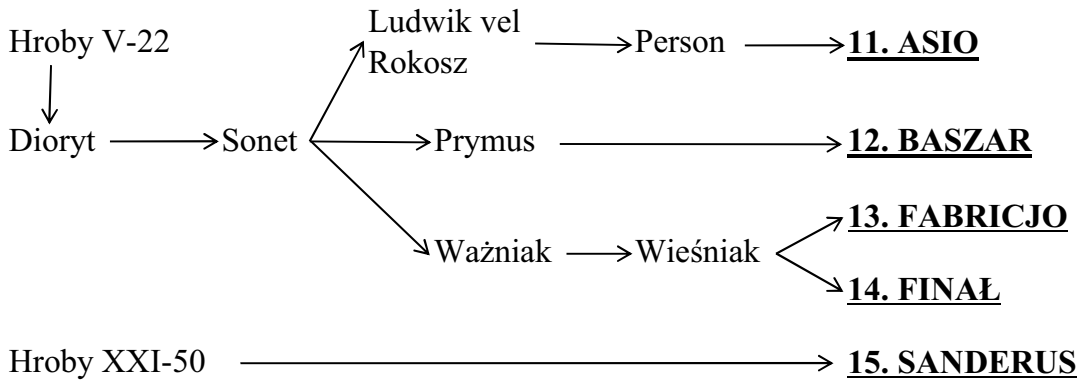 Hroby V-22
Ludwik vel
Rokosz
Person
11. ASIO
Dioryt
Sonet
Prymus
12. BASZAR
13. FABRICJO
Ważniak
Wieśniak
14. FINAŁ
Hroby XXI-50
15. SANDERUS